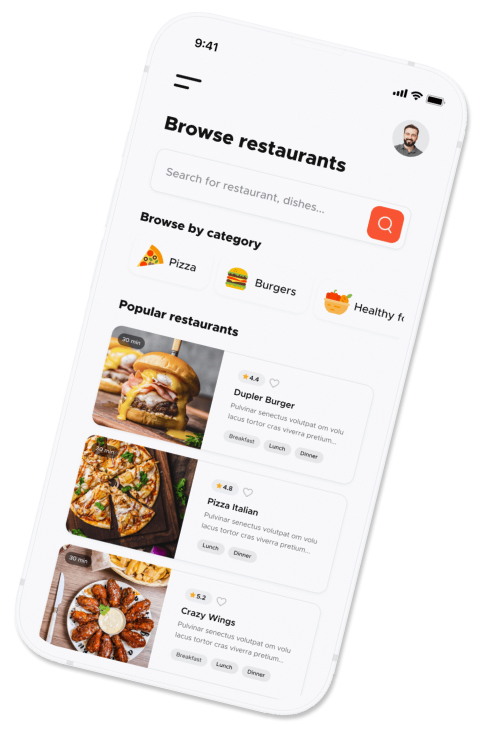 9:41
Browse restaurants
Search for restaurant, dishes...
Browse by category
Pizza
Burgers
Healthy fo
Popular restaurants
30 min
4.4
Dupler Burger
Pulvinar senectus volutpat om volu
lacus tortor cras viverra pretium...
Breakfast
Lunch
Dinner
min
4.8
Pizza Italian
Pulvinar senectus volutpat om volu
lacus tortor cras viverra pretium...
Lunch
Dinner
30 min
5.2
Crazy Wings
Pulvinar senectus volutpat om volu
lacus tortor cras viverra pretium...
Breakfast
Lunch
Dinner